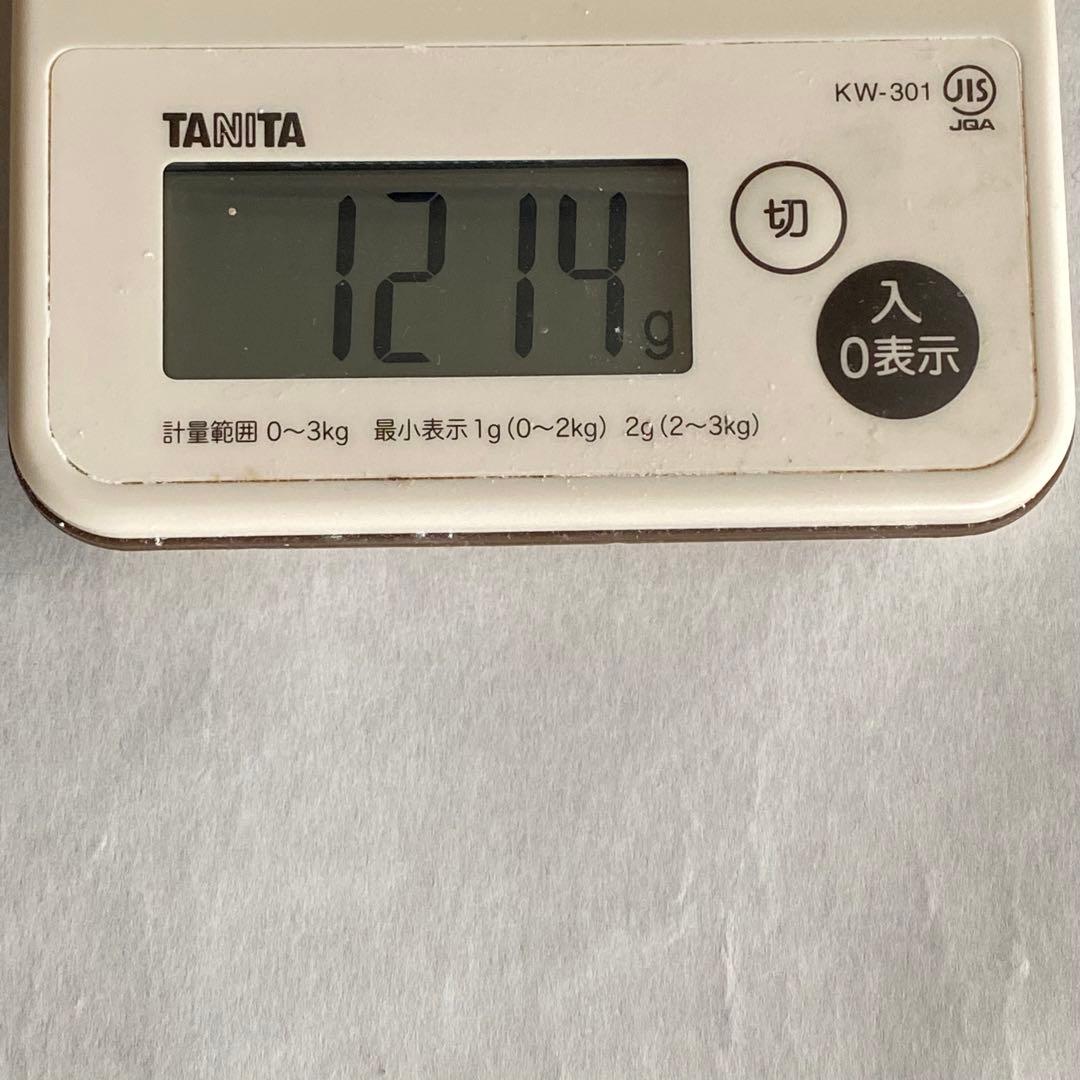 KW-301 JIS
JQA
TANITA
1214g
切
入
0表示
計量範囲 0～3kg 最小表示 1g (0～2kg) 2g (2～3kg)